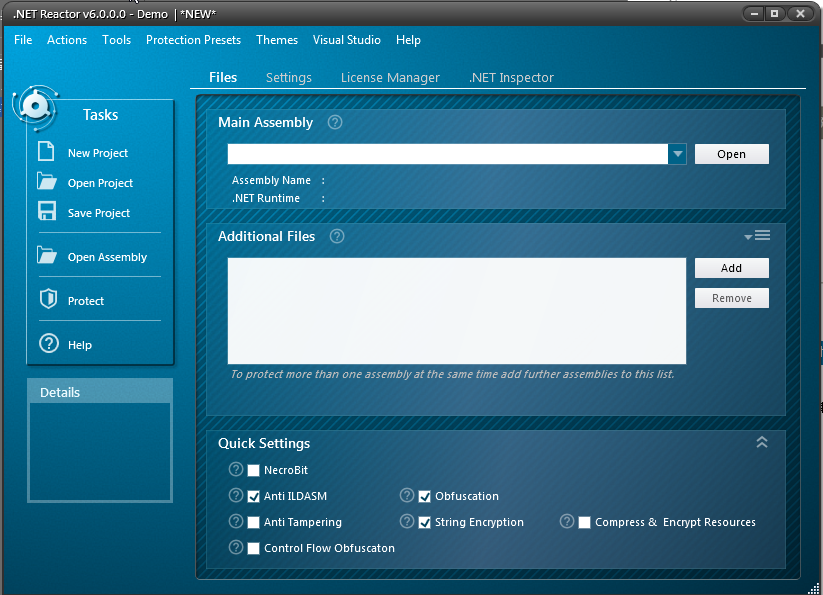 .NET Reactor v6.0.0.0 - Demo | *NEW*
File Actions Tools Protection Presets Themes Visual Studio Help
Files Settings License Manager .NET Inspector
Tasks
New Project
Open Project
Save Project
Open Assembly
Protect
Help
Details
Main Assembly ?
Open
Assembly Name :
.NET Runtime :
Additional Files ?
Add
Remove
To protect more than one assembly at the same time add further assemblies to this list.
Quick Settings
? NecroBit
? Anti ILDASM ? Obfuscation
? Anti Tampering ? String Encryption ? Compress & Encrypt Resources
? Control Flow Obfuscaton